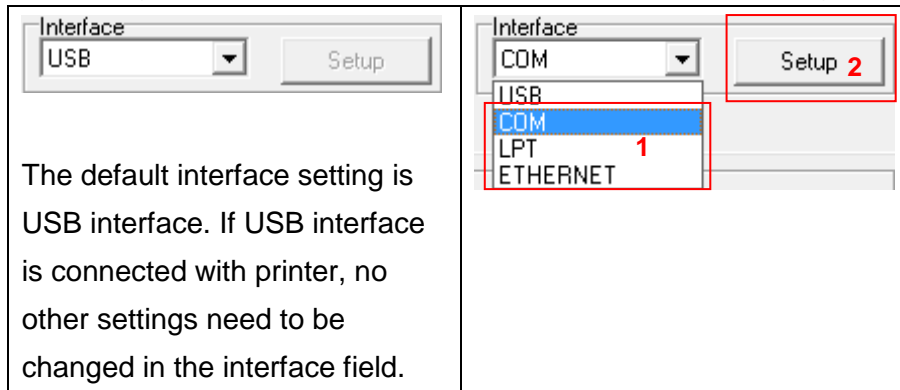 Interface
USB
Setup
The default interface setting is
USB interface. If USB interface
is connected with printer, no
other settings need to be
changed in the interface field.
Interface
COM
Setup 2
USB
COM
LPT 1
ETHERNET